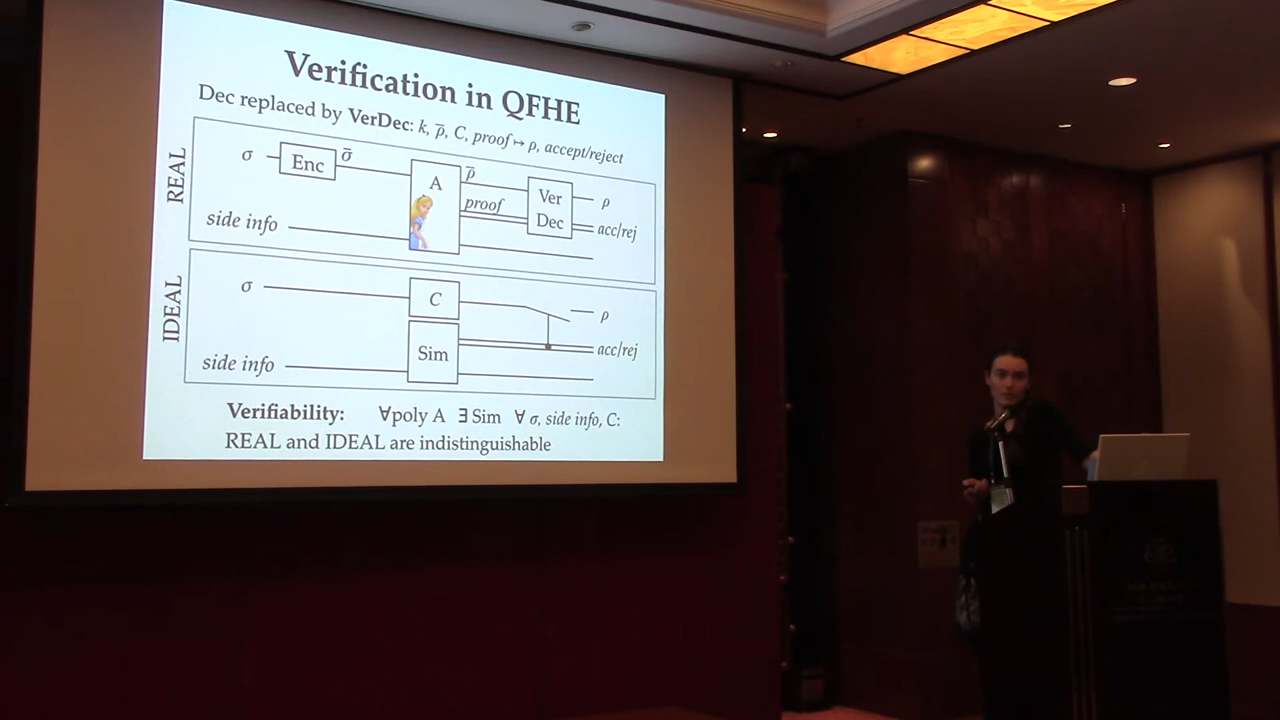 Verification in QFHE
Dec replaced by VerDec: k, ρ̅, C, proof ↦ ρ, accept/reject
REAL
σ
Enc
σ̅
A
ρ̅
proof
Ver
Dec
ρ
acc/rej
side info
IDEAL
σ
C
ρ
Sim
acc/rej
side info
Verifiability: ∀poly A ∃ Sim ∀ σ, side info, C:
REAL and IDEAL are indistinguishable